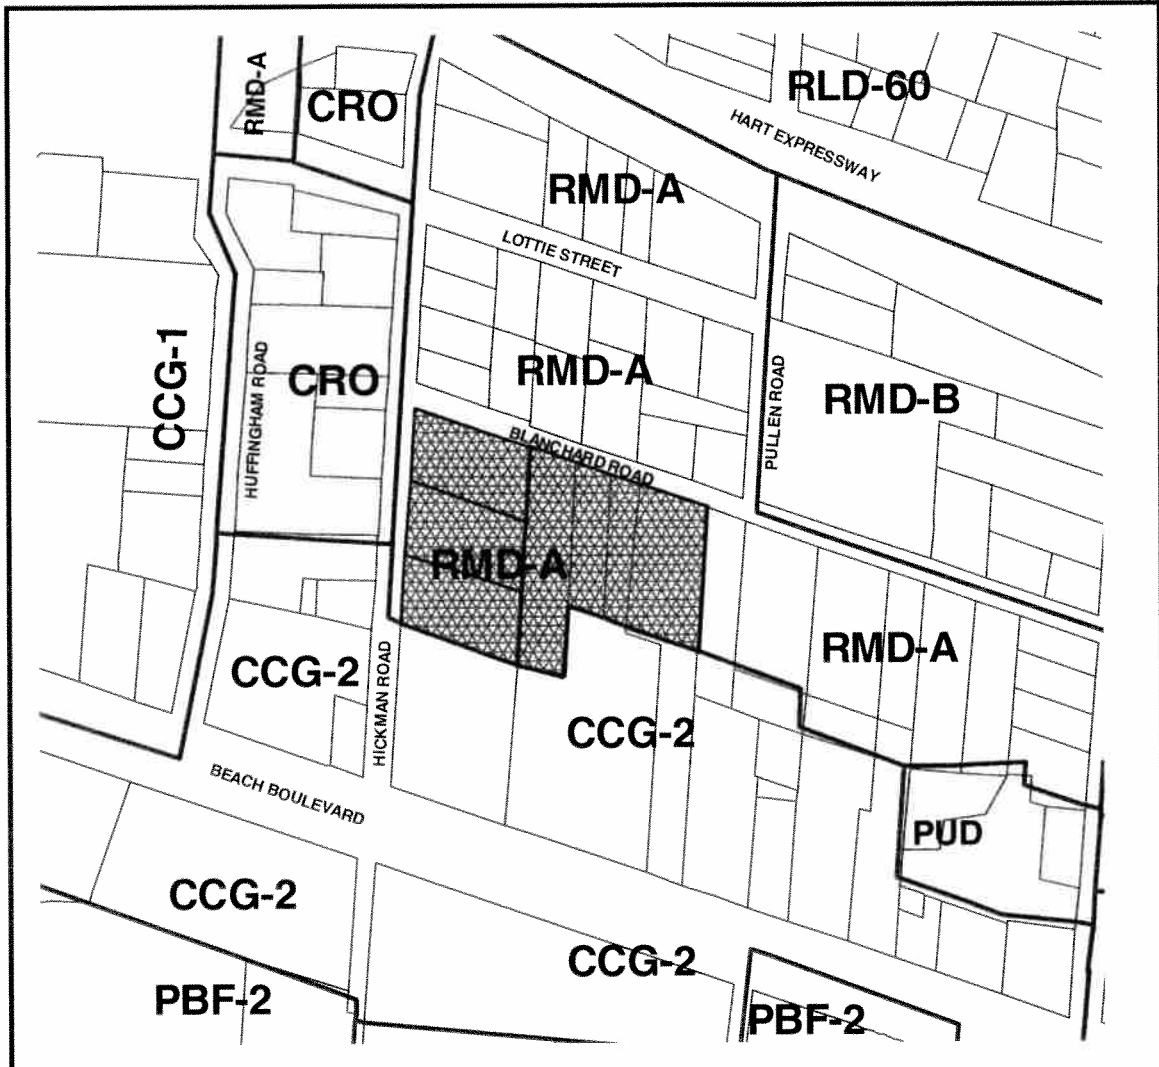 RMD-A
CRO
RLD-60
HART EXPRESSWAY
RMD-A
LOTTIE STREET
CCG-1
HUFFINGHAM ROAD
CRO
RMD-A
PULLEN ROAD
RMD-B
BLANCHARD ROAD
RMD-A
RMD-A
CCG-2
HICKMAN ROAD
CCG-2
BEACH BOULEVARD
PUD
CCG-2
CCG-2
PBF-2
PBF-2